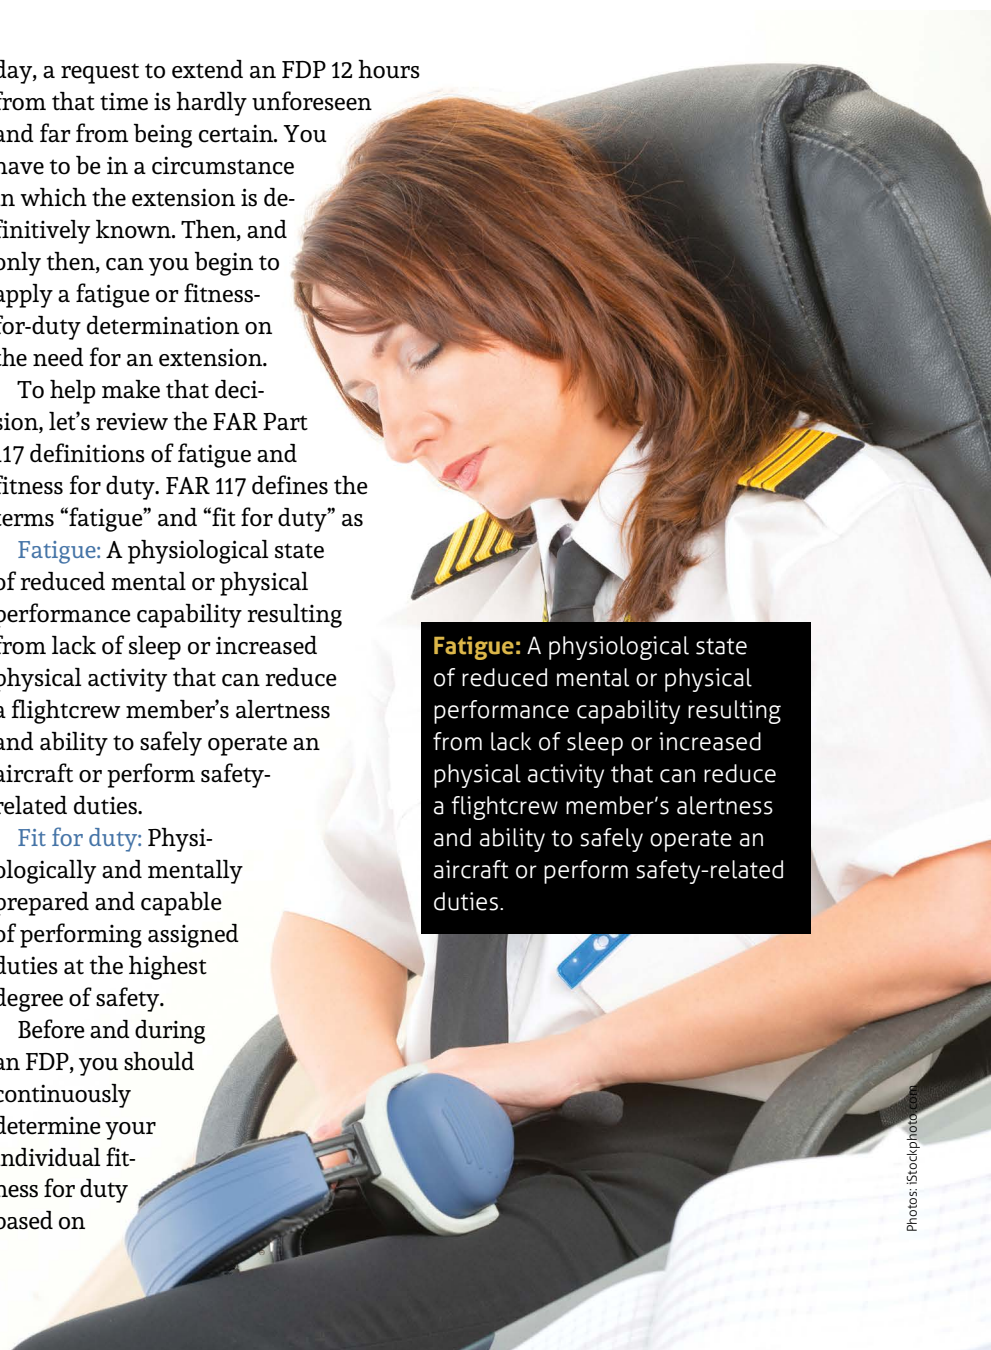 day, a request to extend an FDP 12 hours
from that time is hardly unforeseen
and far from being certain. You
have to be in a circumstance
in which the extension is de-
finitively known. Then, and
only then, can you begin to
apply a fatigue or fitness-
for-duty determination on
the need for an extension.
To help make that deci-
sion, let's review the FAR Part
117 definitions of fatigue and
fitness for duty. FAR 117 defines the
terms “fatigue” and “fit for duty” as
Fatigue: A physiological state
of reduced mental or physical
performance capability resulting
from lack of sleep or increased
physical activity that can reduce
a flightcrew member’s alertness
and ability to safely operate an
aircraft or perform safety-
related duties.
Fit for duty: Physi-
ologically and mentally
prepared and capable
of performing assigned
duties at the highest
degree of safety.
Before and during
an FDP, you should
continuously
determine your
individual fit-
ness for duty
based on
Fatigue: A physiological state
of reduced mental or physical
performance capability resulting
from lack of sleep or increased
physical activity that can reduce
a flightcrew member’s alertness
and ability to safely operate an
aircraft or perform safety-related
duties.
Photos: iStockphoto.com